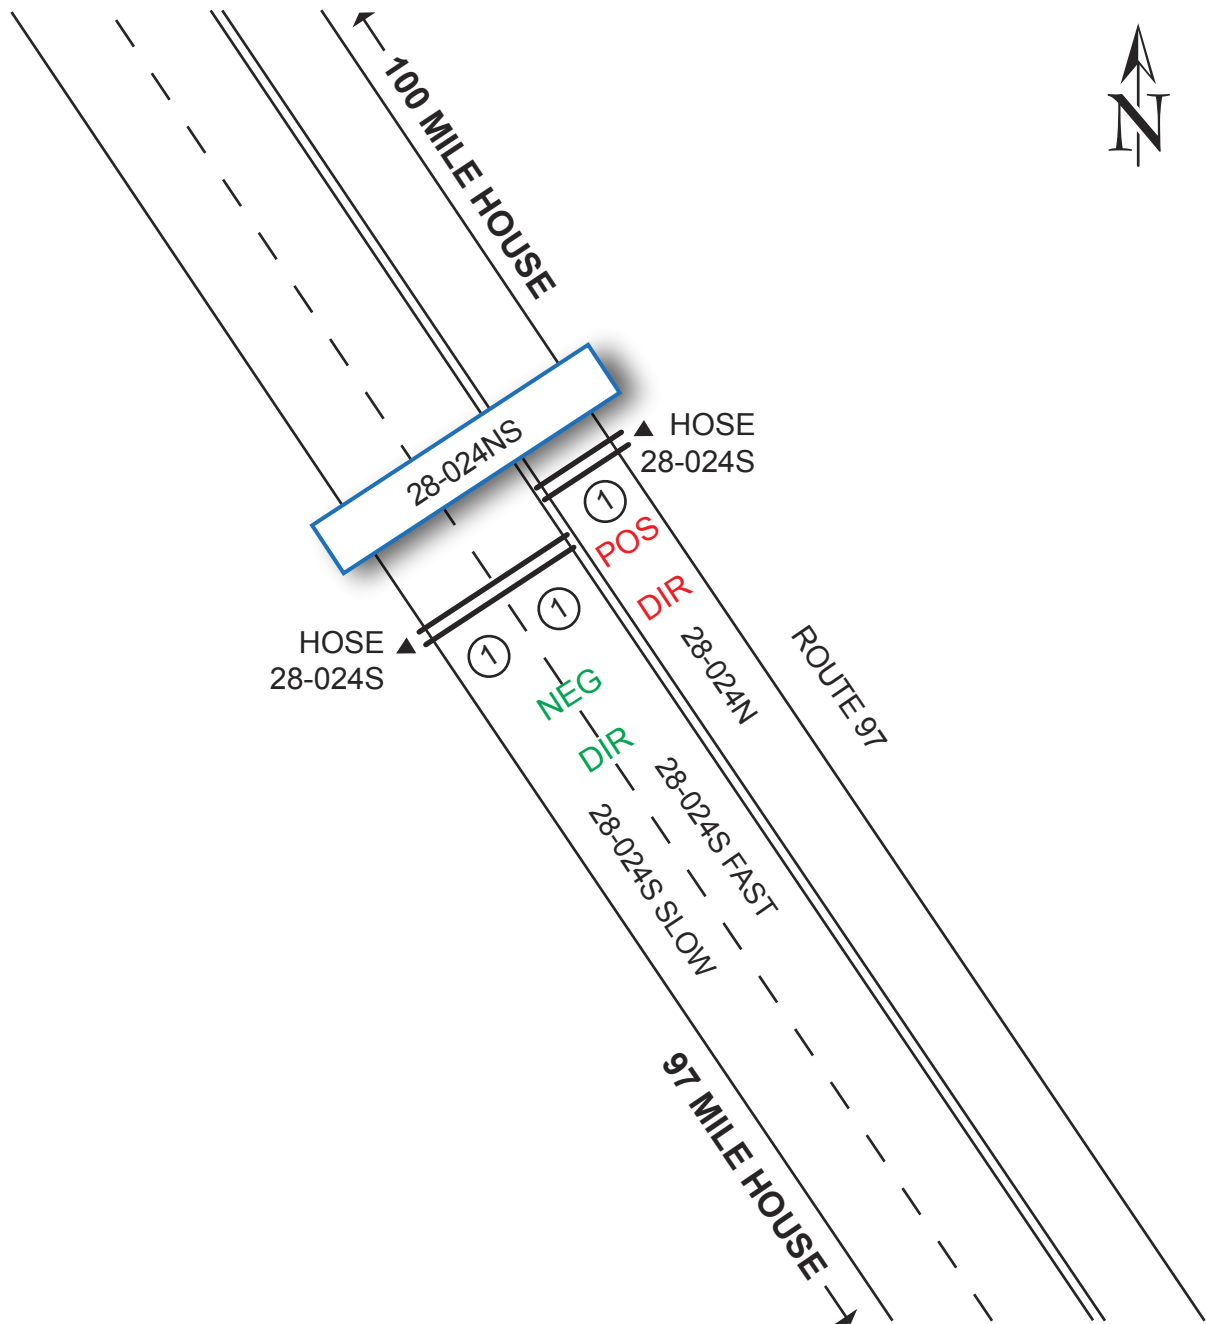 N
100 MILE HOUSE
28-024NS
HOSE
28-024S
1
POS
DIR
28-024N
ROUTE 97
HOSE
28-024S
1
1
NEG
DIR
28-024S FAST
28-024S SLOW
97 MILE HOUSE